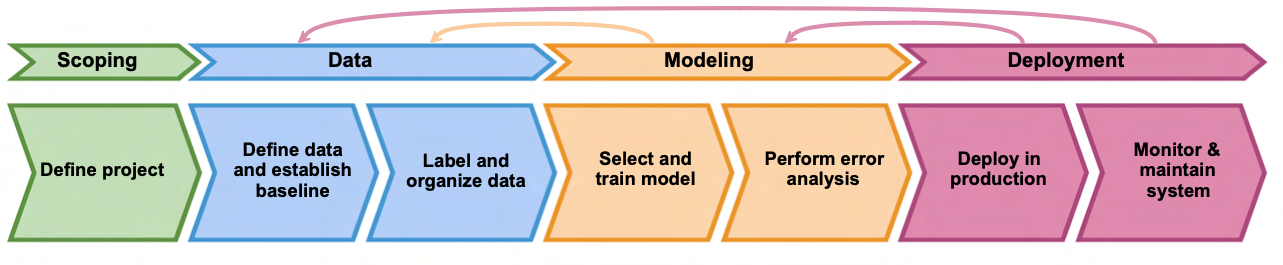 Scoping
Data
Modeling
Deployment
Define project
Define data
and establish
baseline
Label and
organize data
Select and
train model
Perform error
analysis
Deploy in
production
Monitor &
maintain
system